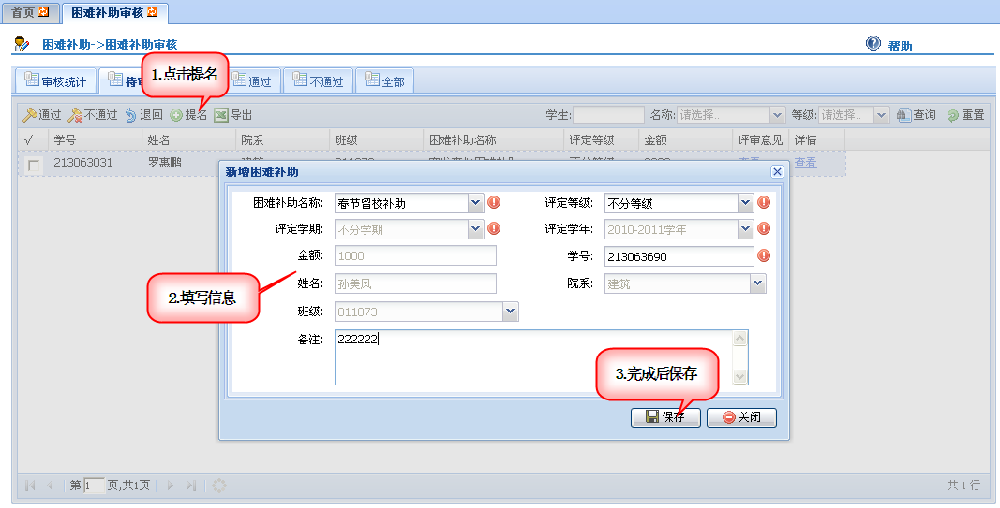 首页 困难补助审核
困难补助->困难补助审核 帮助
审核统计 待审 通过 不通过 全部
1.点击提名
通过 不通过 退回 提名 导出 学生: 名称: 请选择.. 等级: 请选择.. 查询 重置
√ 学号 姓名 院系 班级 困难补助名称 评定等级 金额 评审意见 详情
213063031 罗惠鹏 建筑 011073 不分等级 查看 查看
新增困难补助
困难补助名称: 春节留校补助 评定等级: 不分等级
评定学期: 不分学期 评定学年: 2010-2011学年
金额: 1000 学号: 213063690
姓名: 孙美凤 院系: 建筑
2.填写信息
班级: 011073
备注: 222222
3.完成后保存
保存 关闭
第 1 页,共1页 共 1 行